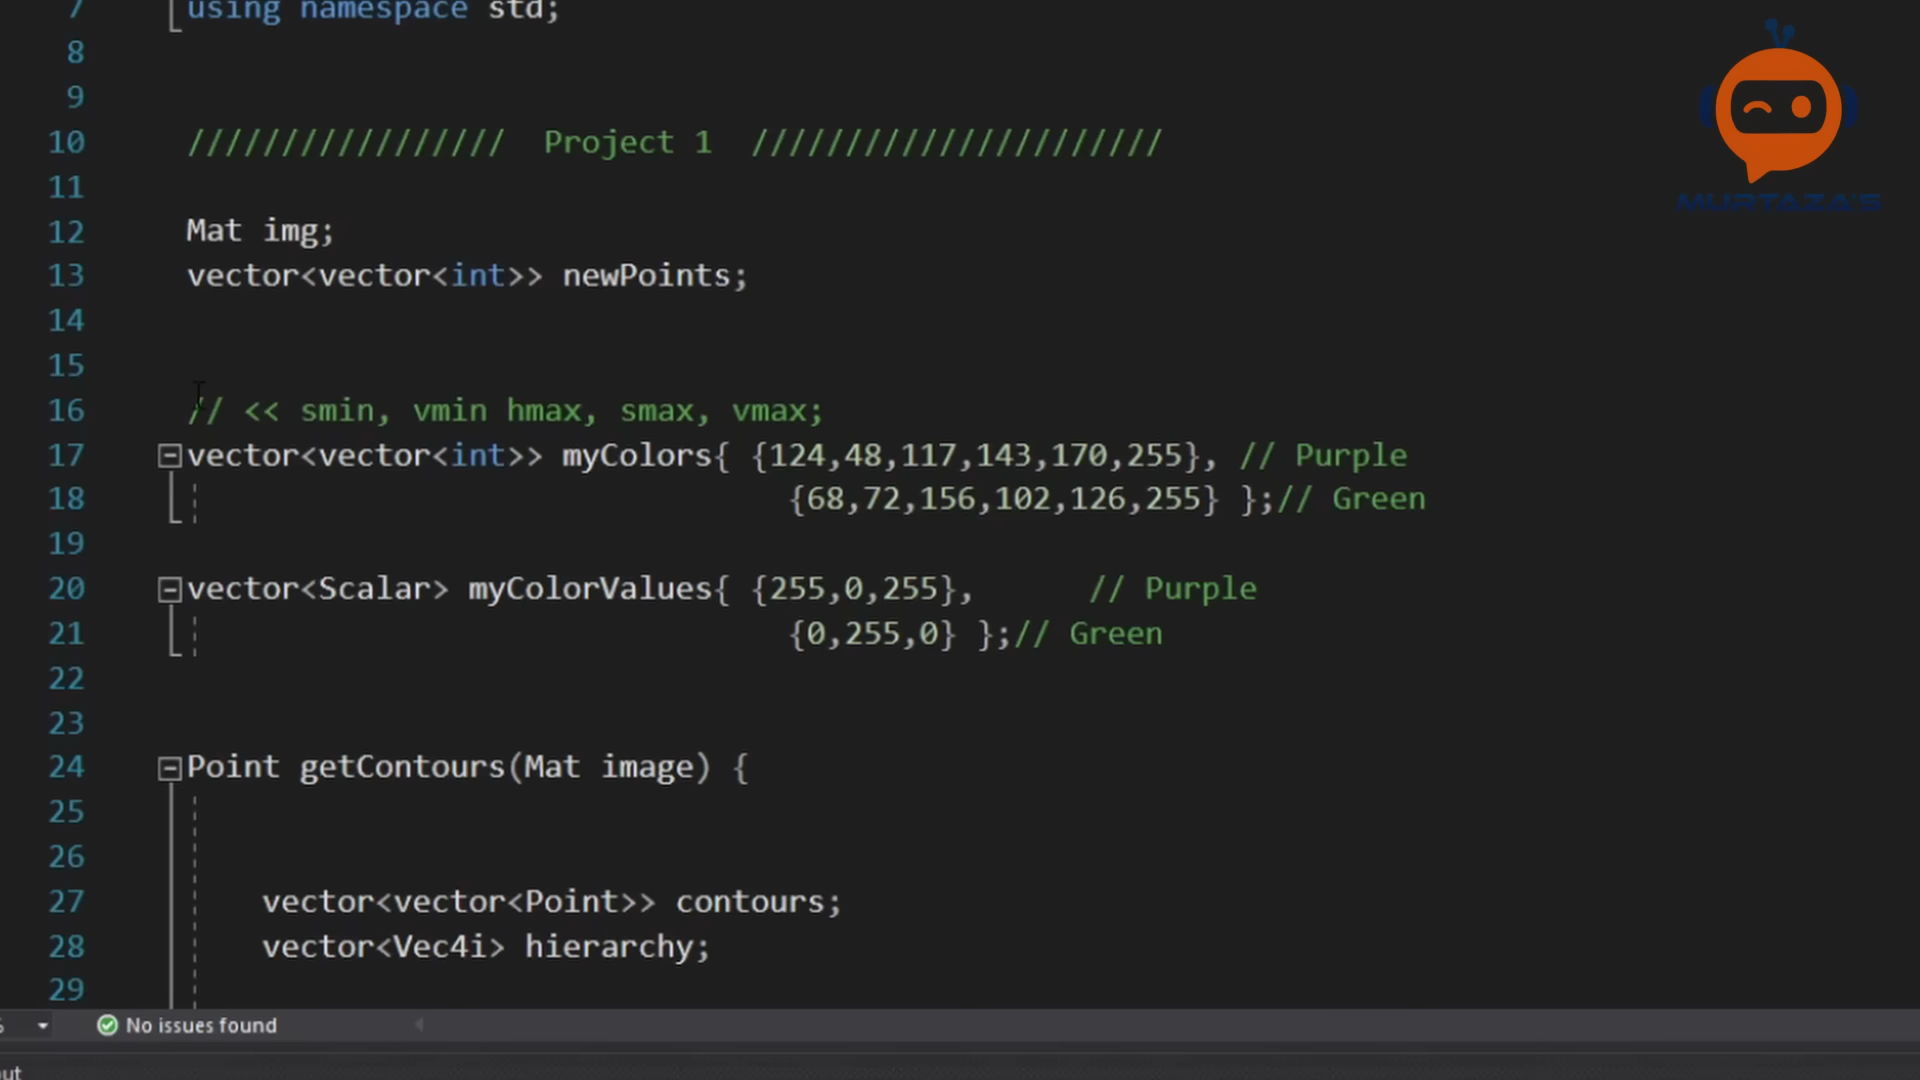 7 using namespace std;
8
9
10 ///////////////// Project 1 //////////////////////
11
12 Mat img;
13 vector<vector<int>> newPoints;
14
15
16 // << smin, vmin hmax, smax, vmax;
17 vector<vector<int>> myColors{ {124,48,117,143,170,255}, // Purple
18 {68,72,156,102,126,255} };// Green
19
20 vector<Scalar> myColorValues{ {255,0,255}, // Purple
21 {0,255,0} };// Green
22
23
24 Point getContours(Mat image) {
25
26
27 vector<vector<Point>> contours;
28 vector<Vec4i> hierarchy;
29
No issues found
MURTAZA'S